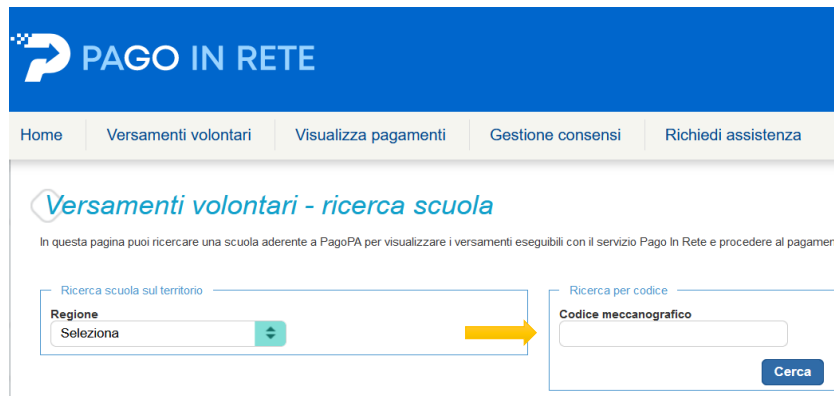 PAGO IN RETE
Home Versamenti volontari Visualizza pagamenti Gestione consensi Richiedi assistenza
Versamenti volontari - ricerca scuola
In questa pagina puoi ricercare una scuola aderente a PagoPA per visualizzare i versamenti eseguibili con il servizio Pago In Rete e procedere al
Ricerca scuola sul territorio
Regione
Seleziona
Ricerca per codice
Codice meccanografico
Cerca